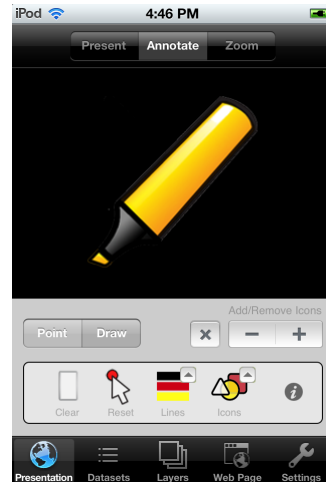 iPod 4:46 PM
Present Annotate Zoom
Add/Remove Icons
Point Draw
Clear Reset Lines Icons
Presentation Datasets Layers Web Page Settings